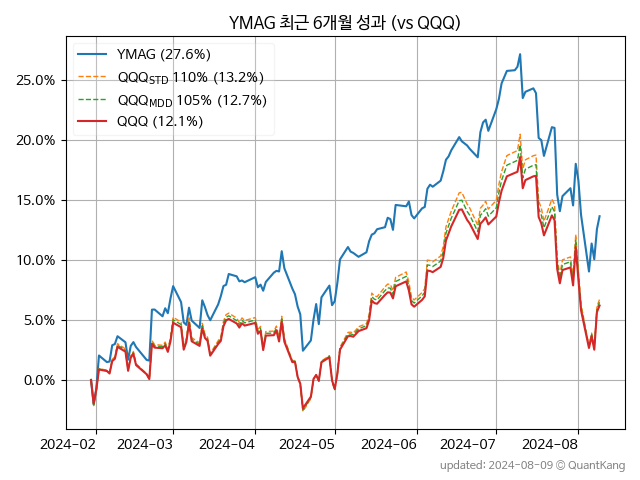 YMAG 최근 6개월 성과 (vs QQQ)
YMAG (27.6%)
QQQSTD 110% (13.2%)
QQQMDD 105% (12.7%)
QQQ (12.1%)
25.0%
20.0%
15.0%
10.0%
5.0%
0.0%
2024-02 2024-03 2024-04 2024-05 2024-06 2024-07 2024-08
updated: 2024-08-09 © QuantKang